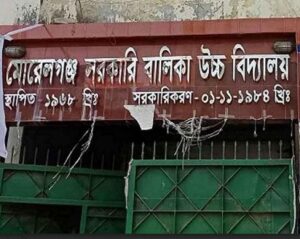 মোরেলগঞ্জ সরকারি বালিকা উচ্চ বিদ্যালয়
স্থাপিত - ১৯৬৮ খ্রিঃ সরকারিকরণ - ০১-১১-১৯৮৪ খ্রিঃ